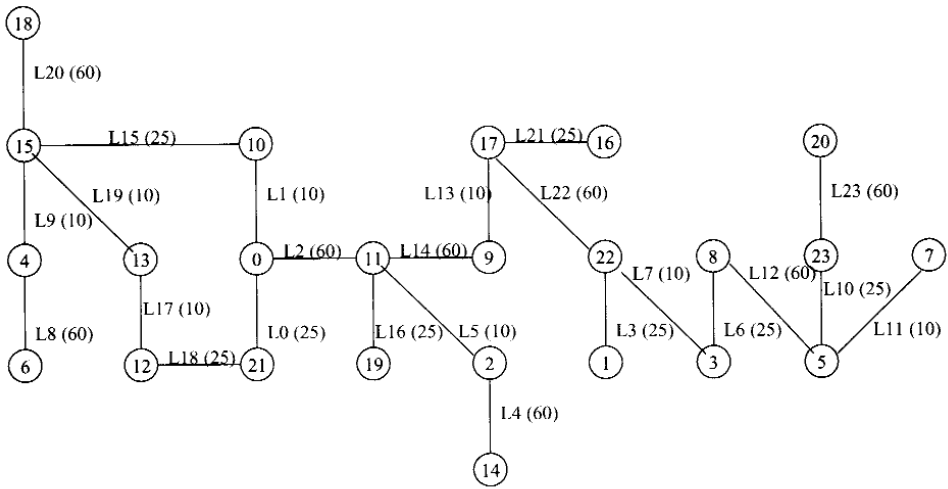 18
L20 (60)
15
L15 (25)
10
17
L21 (25)
16
20
L19 (10)
L1 (10)
L13 (10)
L22 (60)
L23 (60)
L9 (10)
4
13
0
L2 (60)
11
L14 (60)
9
22
L7 (10)
8
L12 (60)
23
7
L10 (25)
L8 (60)
L17 (10)
L0 (25)
L16 (25)
L5 (10)
L3 (25)
L6 (25)
L11 (10)
6
12
L18 (25)
21
19
2
1
3
5
L4 (60)
14